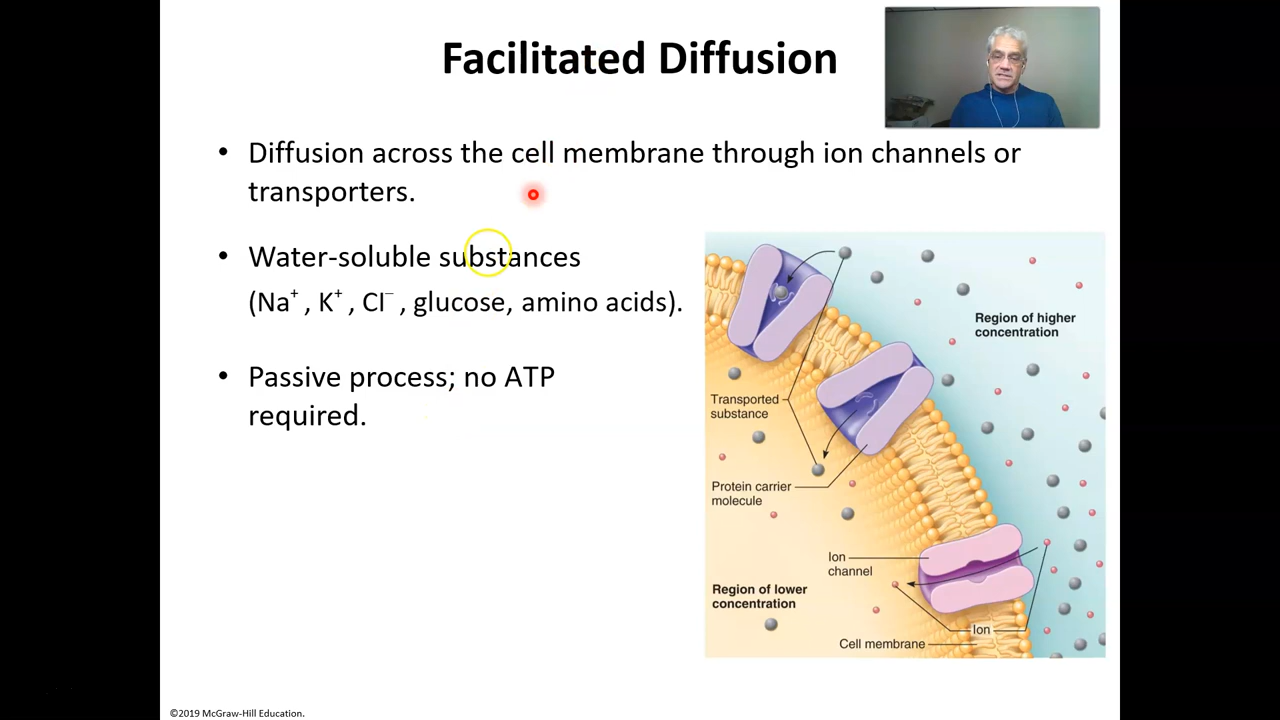 Facilitated Diffusion
• Diffusion across the cell membrane through ion channels or
transporters.
• Water-soluble substances
(Na⁺ , K⁺ , Cl⁻ , glucose, amino acids).
• Passive process; no ATP
required.
Region of higher
concentration
Transported
substance
Protein carrier
molecule
Ion
channel
Region of lower
concentration
Ion
Cell membrane
©2019 McGraw-Hill Education.